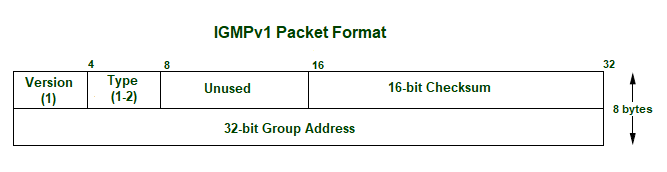 IGMPv1 Packet Format
4 8 16 32
Version Type Unused 16-bit Checksum
(1) (1-2)
8 bytes
32-bit Group Address